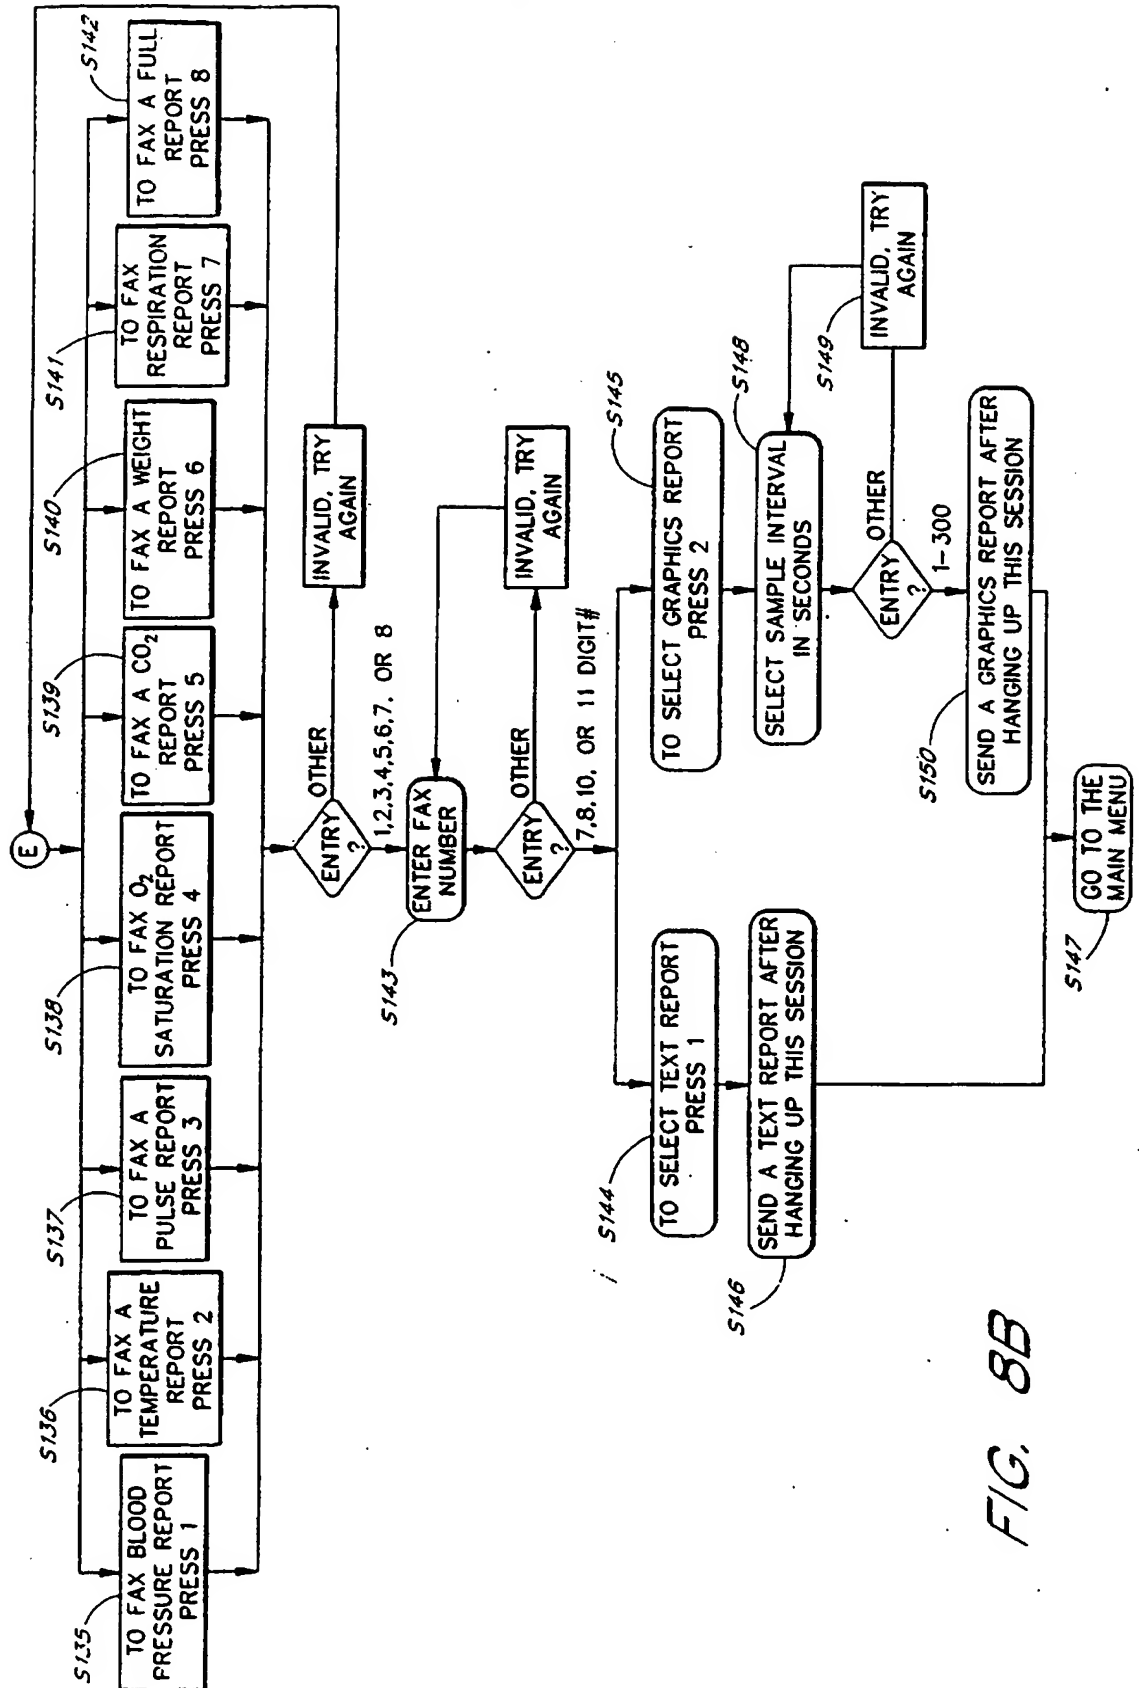 E
S135
TO FAX BLOOD
PRESSURE REPORT
PRESS 1
S136
TO FAX A
TEMPERATURE
REPORT
PRESS 2
S137
TO FAX A
PULSE REPORT
PRESS 3
S138
TO FAX O2
SATURATION REPORT
PRESS 4
S139
TO FAX A CO2
REPORT
PRESS 5
S140
TO FAX A WEIGHT
REPORT
PRESS 6
S141
TO FAX
RESPIRATION
REPORT
PRESS 7
S142
TO FAX A FULL
REPORT
PRESS 8
ENTRY
?
OTHER
INVALID, TRY
AGAIN
1,2,3,4,5,6,7. OR 8
S143
ENTER FAX
NUMBER
ENTRY
?
OTHER
INVALID, TRY
AGAIN
7,8,10, OR 11 DIGIT#
S144
TO SELECT TEXT REPORT
PRESS 1
S145
TO SELECT GRAPHICS REPORT
PRESS 2
S146
SEND A TEXT REPORT AFTER
HANGING UP THIS SESSION
S148
SELECT SAMPLE INTERVAL
IN SECONDS
ENTRY
?
OTHER
S149
INVALID, TRY
AGAIN
1-300
S150
SEND A GRAPHICS REPORT AFTER
HANGING UP THIS SESSION
S147
GO TO THE
MAIN MENU
FIG. 8B